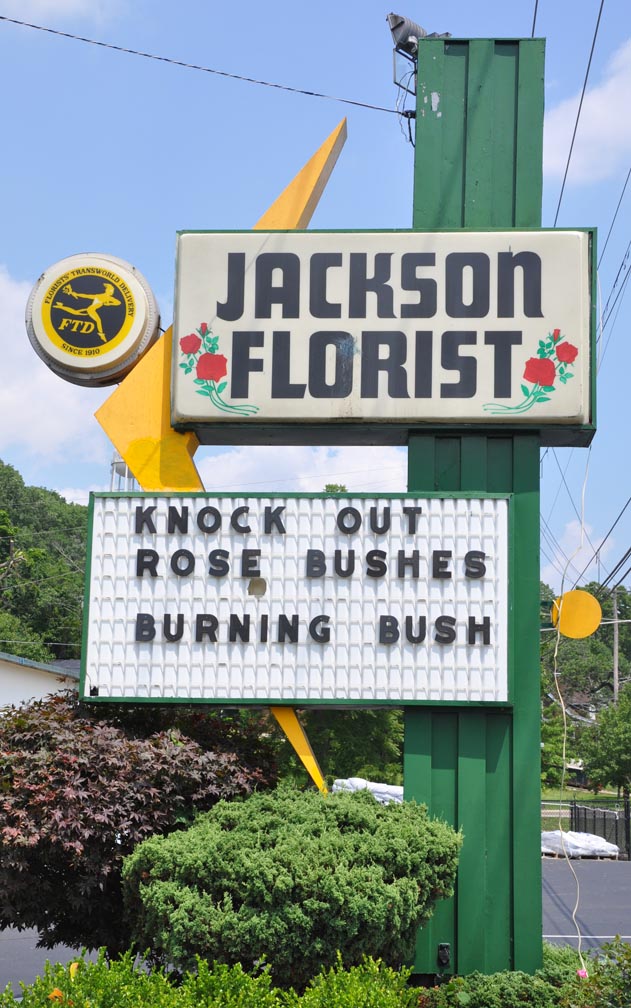 FLORISTS' TRANSWORLD DELIVERY
FTD
SINCE 1910
JACKSON
FLORIST
KNOCK OUT
ROSE BUSHES
BURNING BUSH